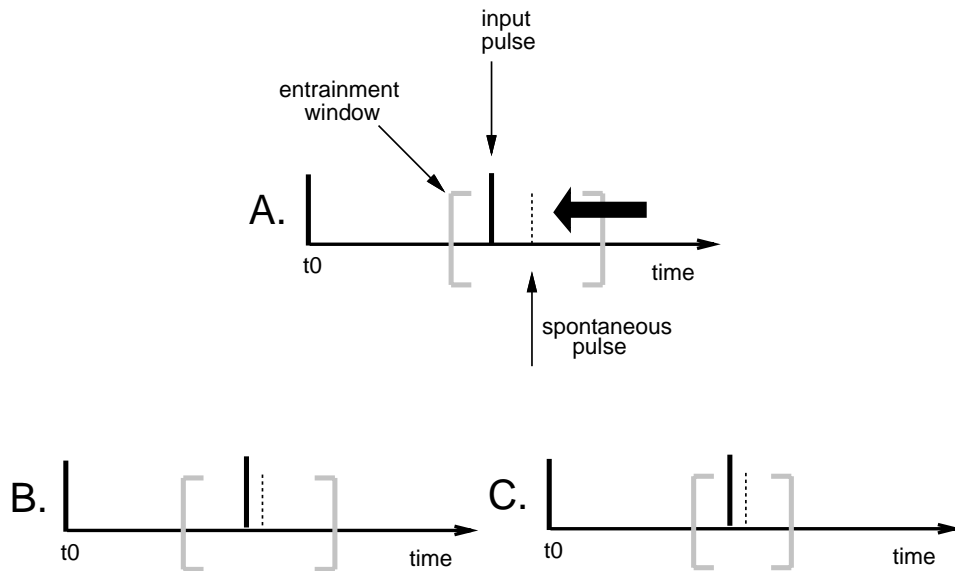 input
pulse
entrainment
window
A.
t0
time
spontaneous
pulse
B.
t0
time
C.
t0
time